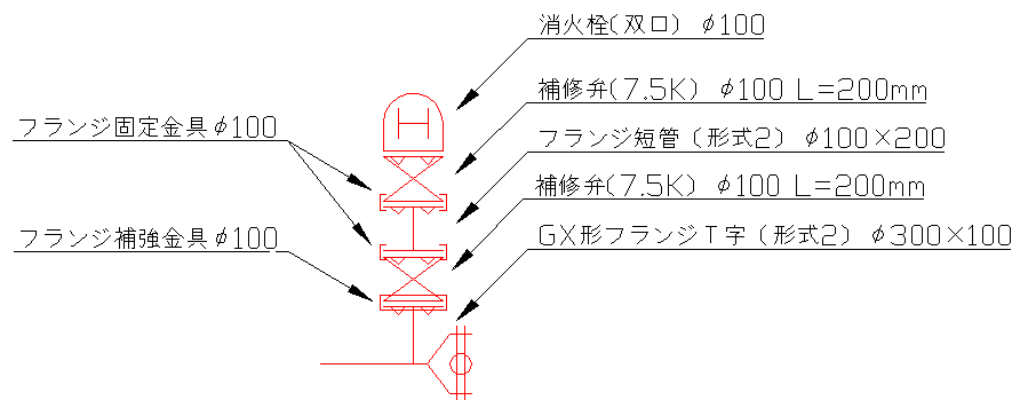 消火栓(双口) φ100
補修弁(7.5K) φ100 L=200mm
フランジ固定金具φ100
フランジ短管(形式2) φ100×200
補修弁(7.5K) φ100 L=200mm
フランジ補強金具φ100
GX形フランジT字(形式2) φ300×100
H